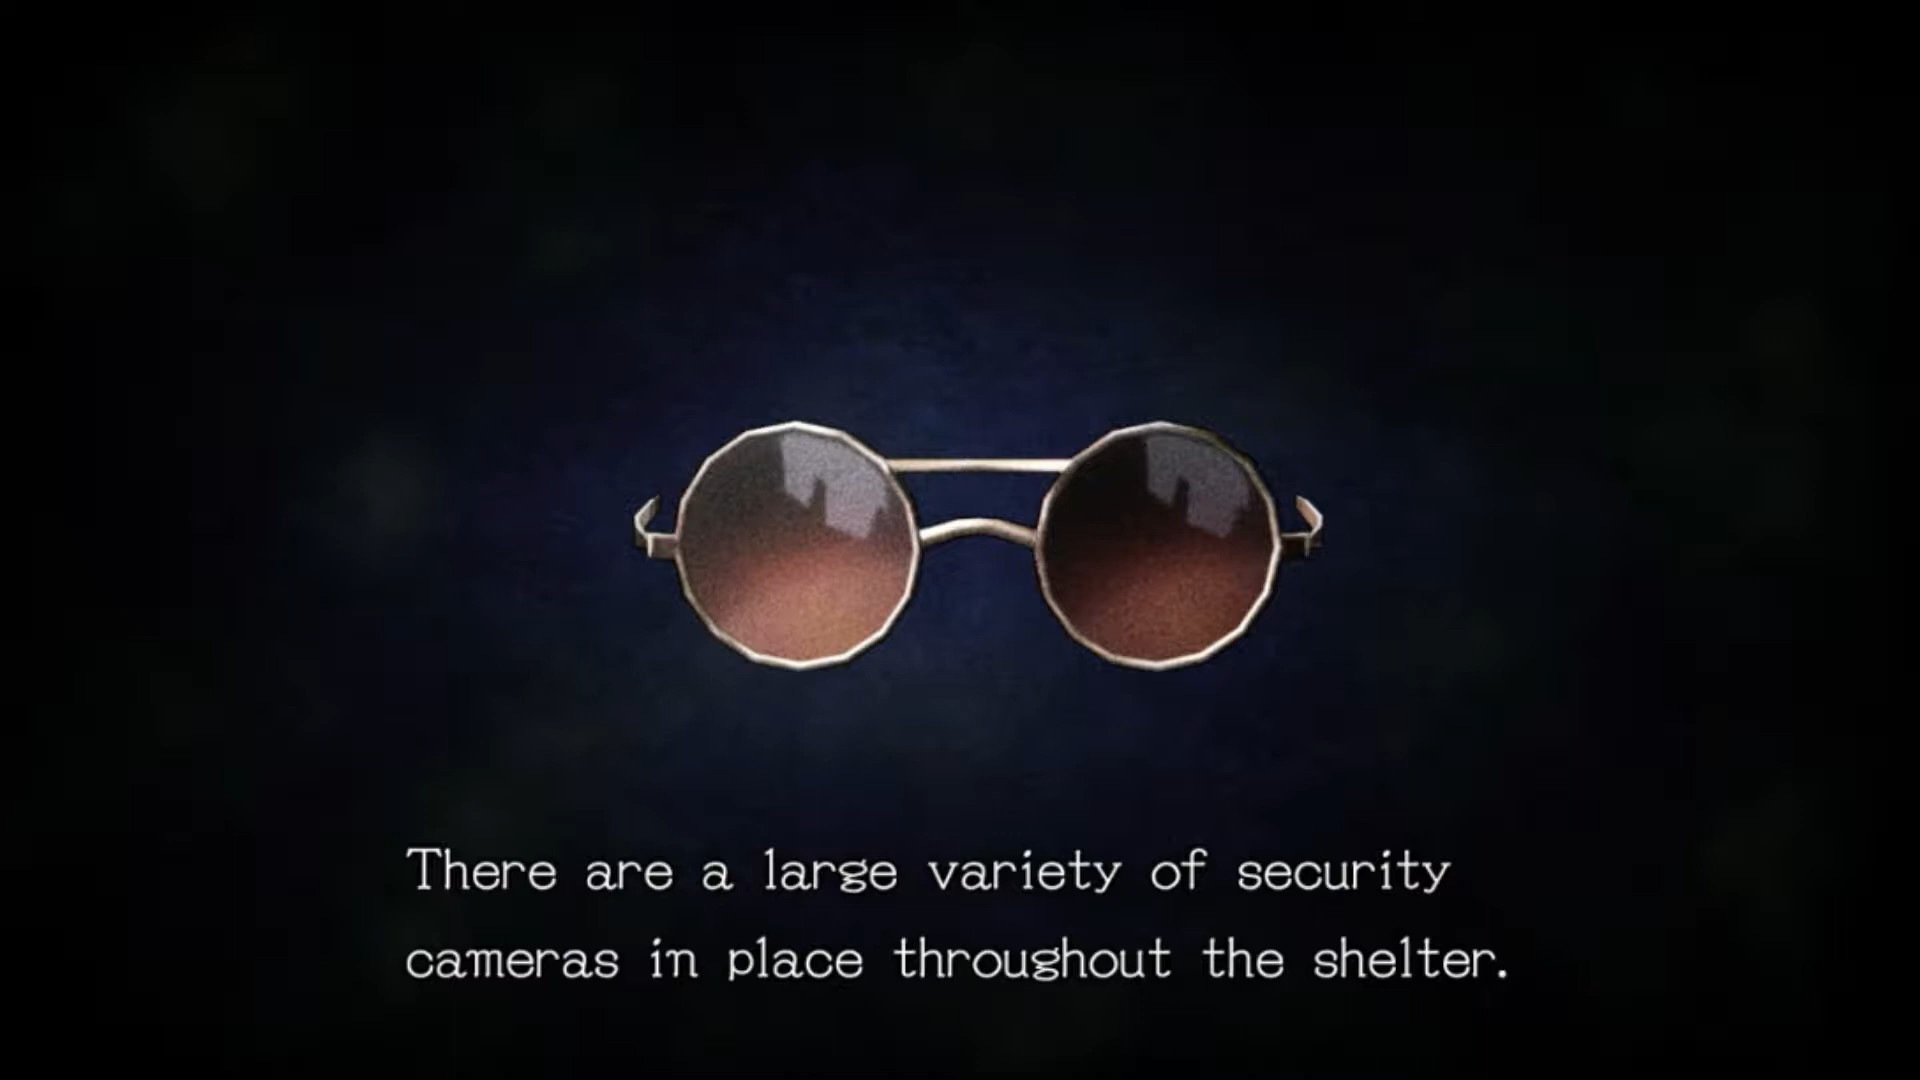 There are a large variety of security
cameras in place throughout the shelter.